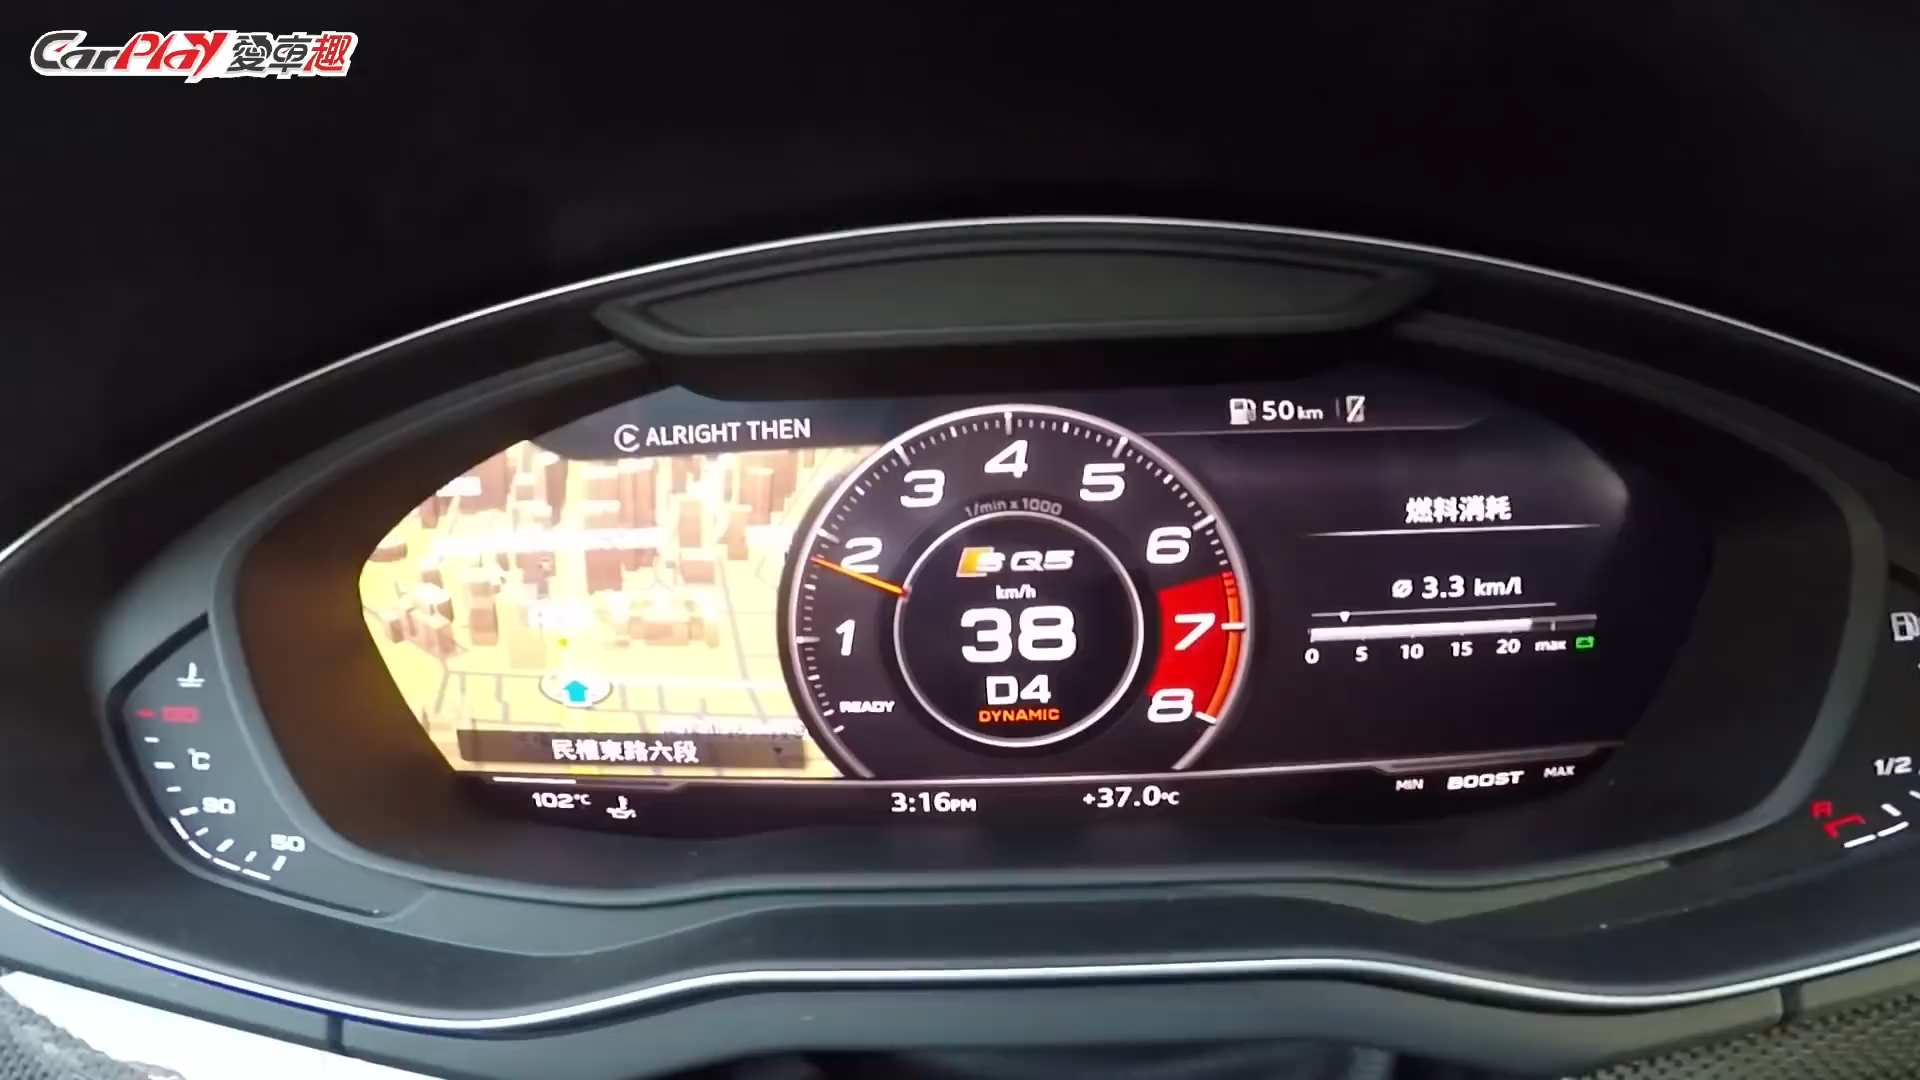 CarPlay 愛車趣
ALRIGHT THEN
50 km
1 2 3 4 5 6 7 8
1/min x 1000
SQ5
km/h
38
D4
DYNAMIC
READY
燃料消耗
Ø 3.3 km/l
0 5 10 15 20 max
民權東路六段
102°C
3:16PM
+37.0°C
MIN BOOST MAX
°C
90
50
1/2
R